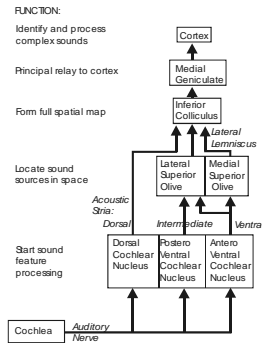 FUNCTION:
Identify and process
complex sounds
Cortex
Principal relay to cortex
Medial
Geniculate
Form full spatial map
Inferior
Colliculus
Lateral
Lemniscus
Locate sound
sources in space
Lateral
Superior
Olive
Medial
Superior
Olive
Acoustic
Stria:
Dorsal
Intermediate
Ventra
Start sound
feature
processing
Dorsal
Cochlear
Nucleus
Postero
Ventral
Cochlear
Nucleus
Antero
Ventral
Cochlear
Nucleus
Cochlea
Auditory
Nerve